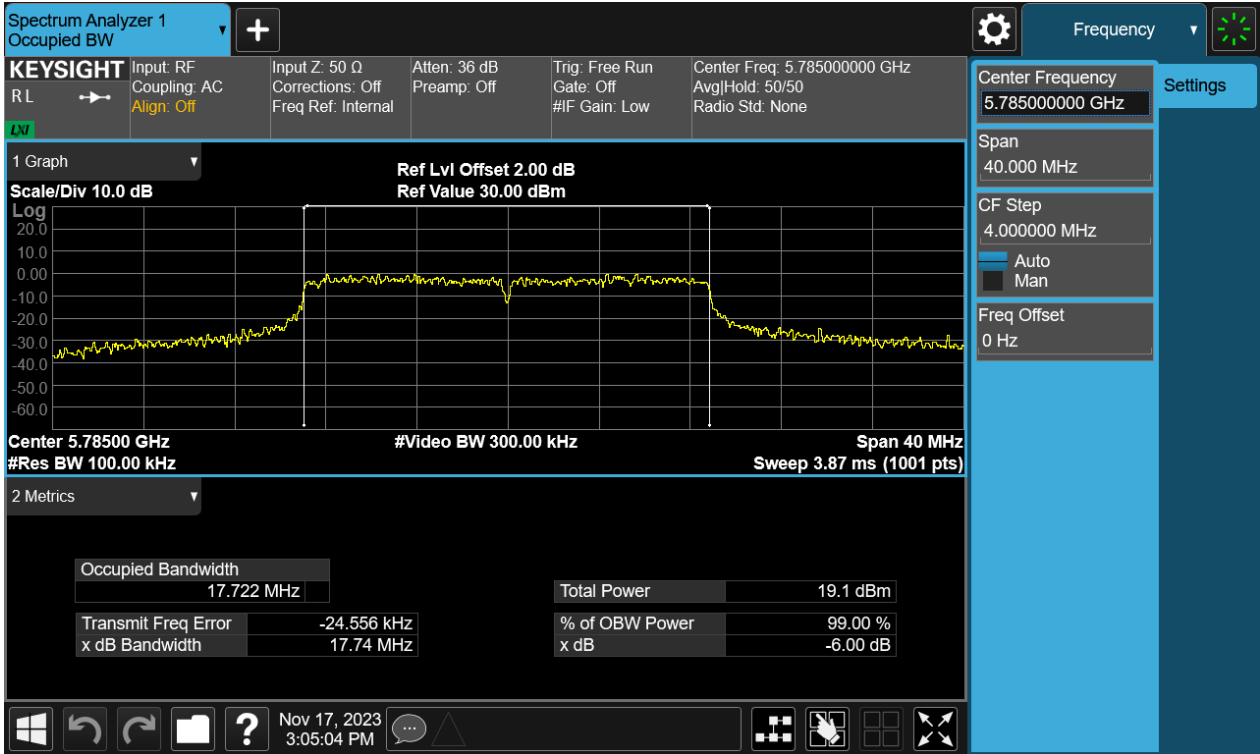 Spectrum Analyzer 1
Occupied BW
+
Frequency
KEYSIGHT
RL
LXI
Input: RF
Coupling: AC
Align: Off
Input Z: 50 Ω
Corrections: Off
Freq Ref: Internal
Atten: 36 dB
Preamp: Off
Trig: Free Run
Gate: Off
#IF Gain: Low
Center Freq: 5.785000000 GHz
Avg|Hold: 50/50
Radio Std: None
Center Frequency
5.785000000 GHz
Settings
Span
40.000 MHz
CF Step
4.000000 MHz
Auto
Man
Freq Offset
0 Hz
1 Graph
Ref Lvl Offset 2.00 dB
Scale/Div 10.0 dB
Ref Value 30.00 dBm
Log
20.0
10.0
0.00
-10.0
-20.0
-30.0
-40.0
-50.0
-60.0
Center 5.78500 GHz
#Video BW 300.00 kHz
Span 40 MHz
#Res BW 100.00 kHz
Sweep 3.87 ms (1001 pts)
2 Metrics
Occupied Bandwidth
17.722 MHz
Total Power 19.1 dBm
Transmit Freq Error -24.556 kHz
% of OBW Power 99.00 %
x dB Bandwidth 17.74 MHz
x dB -6.00 dB
?
Nov 17, 2023
3:05:04 PM